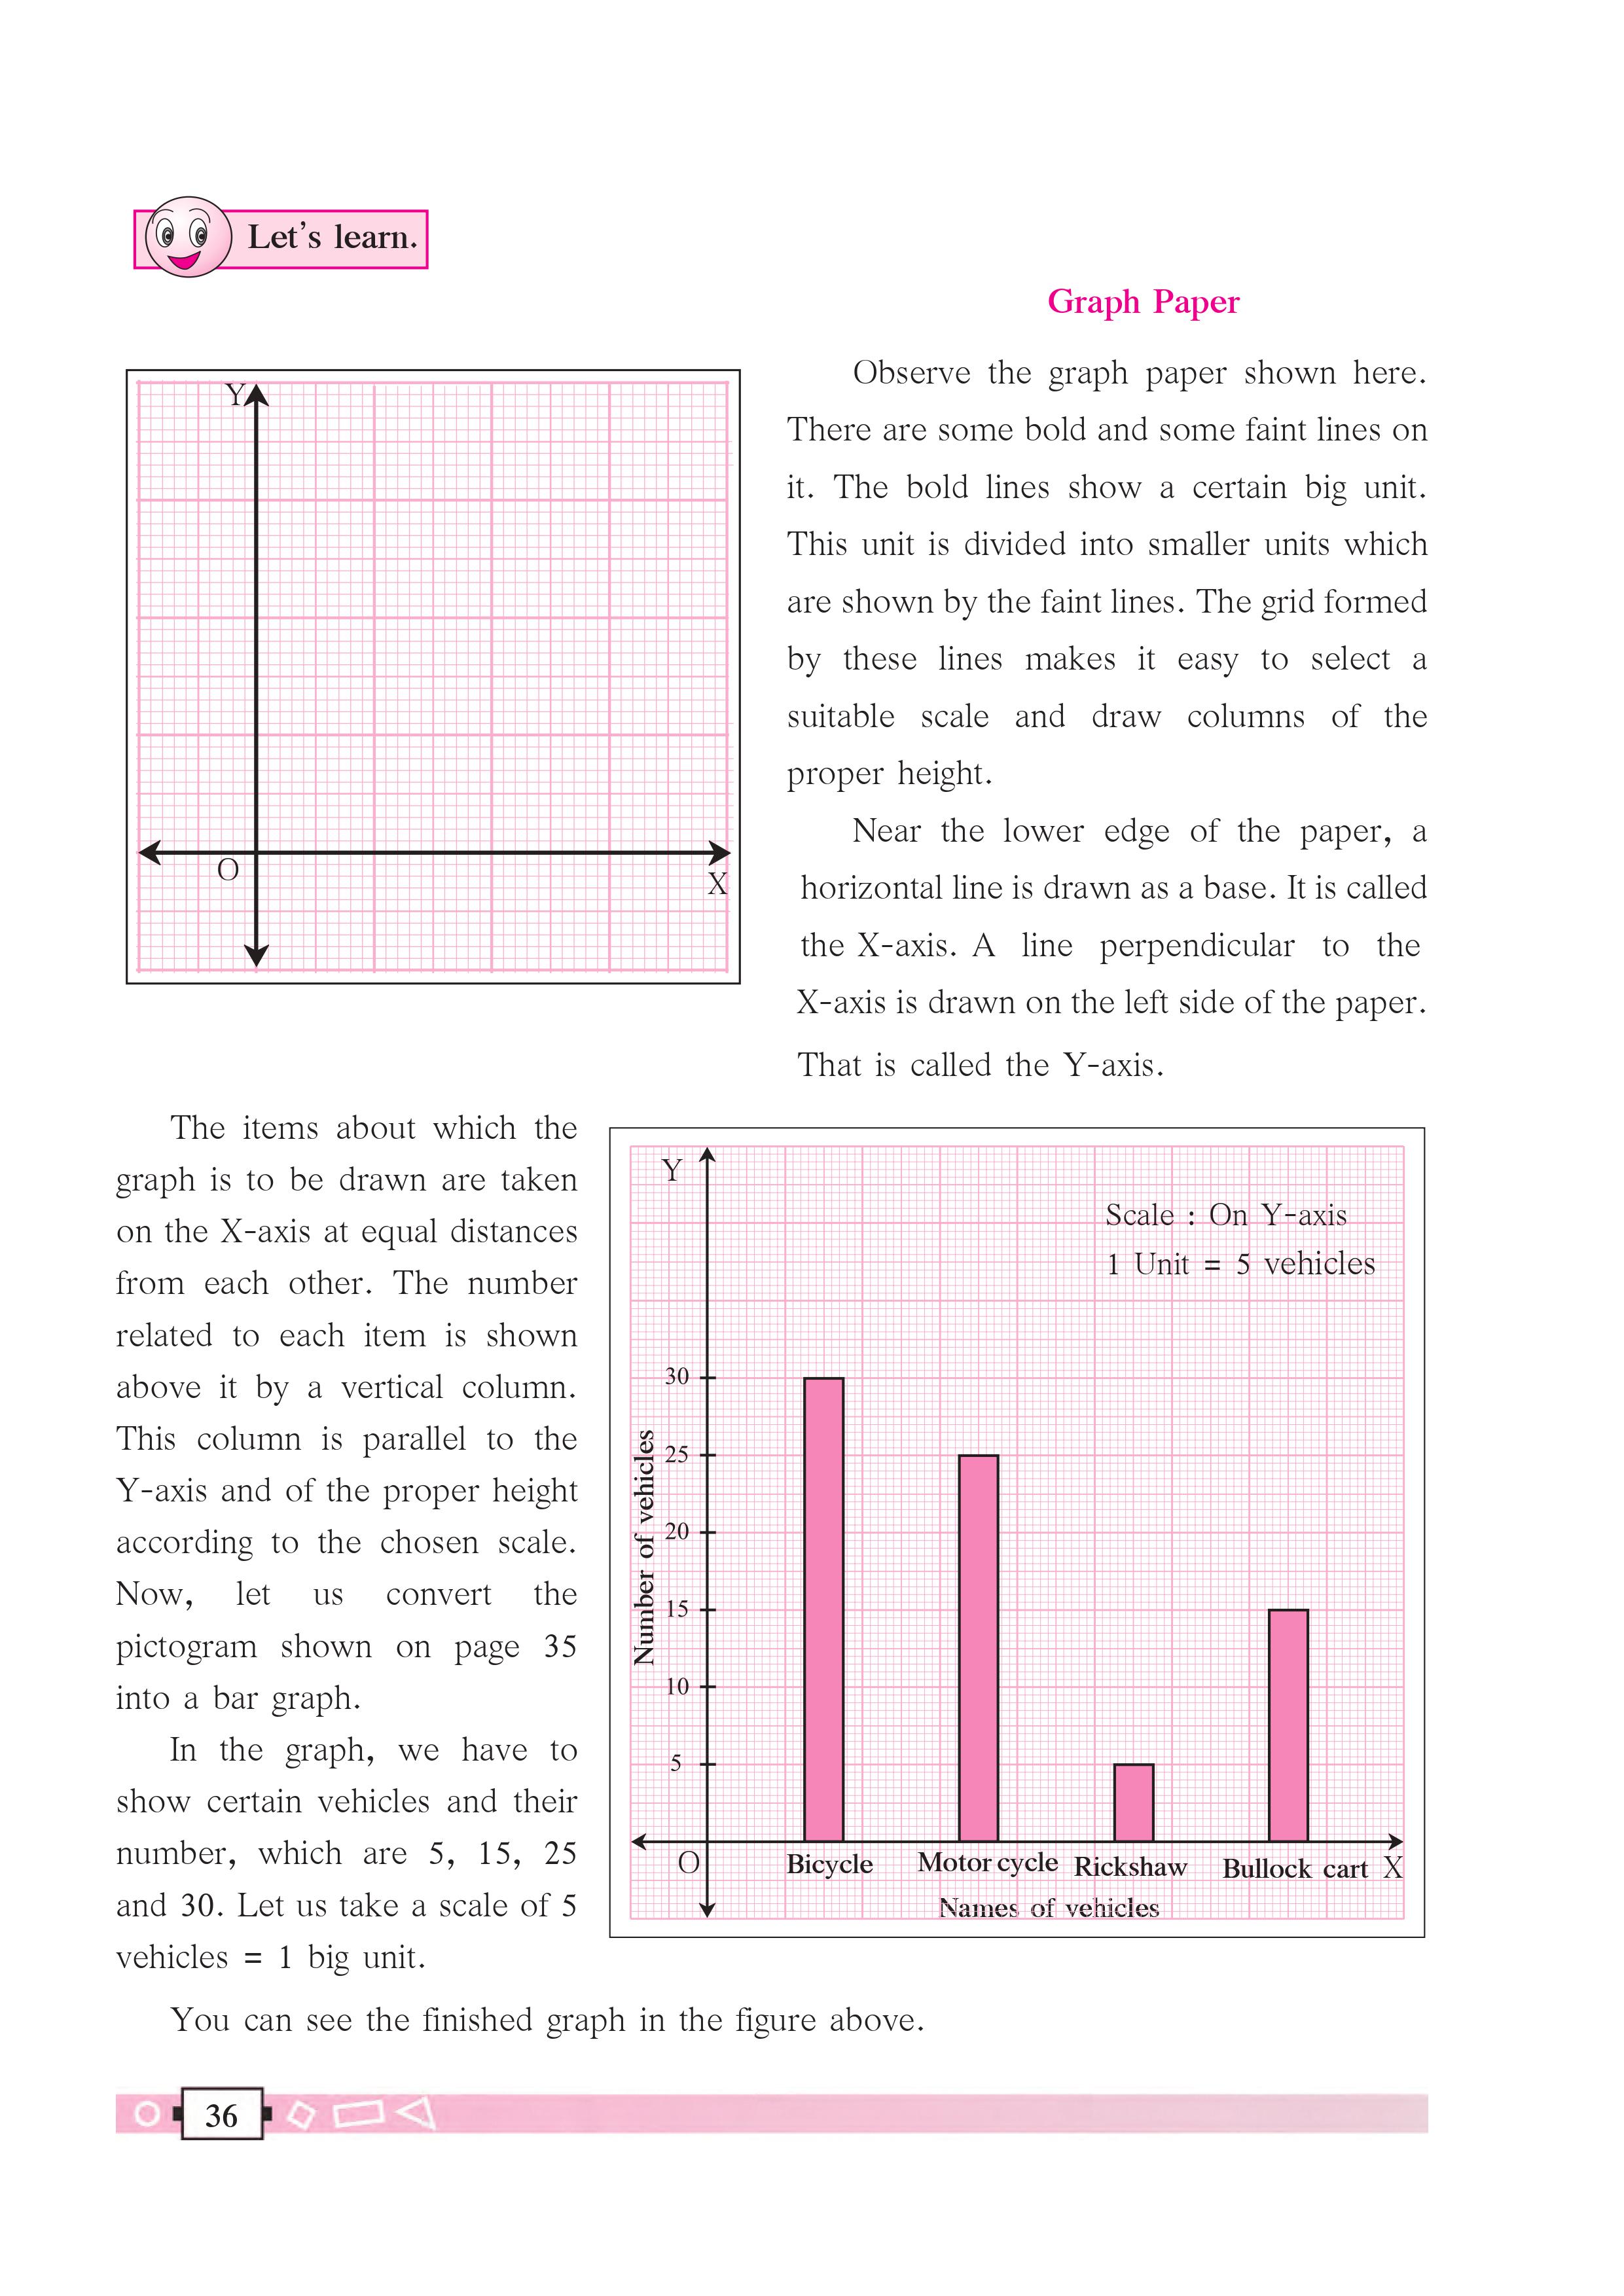 Let's learn.
Graph Paper
Y
O
X
Observe the graph paper shown here.
There are some bold and some faint lines on
it. The bold lines show a certain big unit.
This unit is divided into smaller units which
are shown by the faint lines. The grid formed
by these lines makes it easy to select a
suitable scale and draw columns of the
proper height.
Near the lower edge of the paper, a
horizontal line is drawn as a base. It is called
the X-axis. A line perpendicular to the
X-axis is drawn on the left side of the paper.
That is called the Y-axis.
The items about which the
graph is to be drawn are taken
on the X-axis at equal distances
from each other. The number
related to each item is shown
above it by a vertical column.
This column is parallel to the
Y-axis and of the proper height
according to the chosen scale.
Now, let us convert the
pictogram shown on page 35
into a bar graph.
In the graph, we have to
show certain vehicles and their
number, which are 5, 15, 25
and 30. Let us take a scale of 5
vehicles = 1 big unit.
Y
Scale : On Y-axis
1 Unit = 5 vehicles
Number of vehicles
30
25
20
15
10
5
O
Bicycle Motor cycle Rickshaw Bullock cart X
Names of vehicles
You can see the finished graph in the figure above.
36